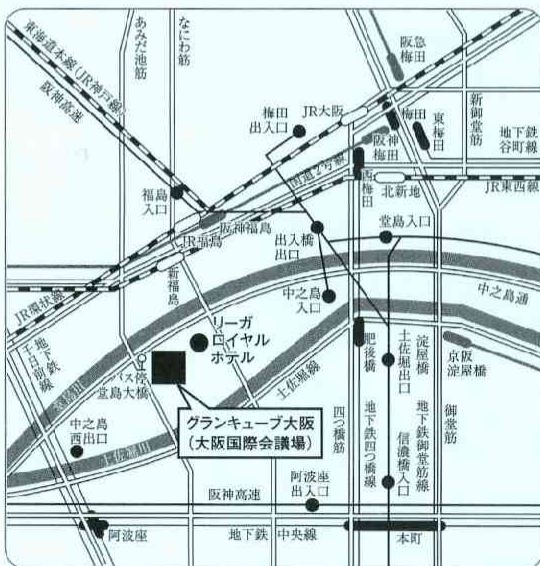 東海道本線(JR神戸線)
阪神高速
あみだ池筋
なにわ筋
阪急
梅田
梅田
出入口
JR大阪
梅田
東
梅田
新御堂筋
地下鉄
谷町線
阪神
梅田
国道2号線
西梅田
北新地
JR東西線
福島
入口
阪神福島
JR福島
新福島
出入橋
出口
堂島入口
JR環状線
中之島
入口
中之島通
リーガ
ロイヤル
ホテル
地下鉄
千日前線
バス停
堂島大橋
堂島川
土佐堀線
肥後橋
土佐堀出口
淀屋橋
京阪
淀屋橋
グランキューブ大阪
(大阪国際会議場)
中之島
西出口
土佐堀川
四つ橋筋
地下鉄四つ橋線
信濃橋入口
地下鉄御堂筋線
御堂筋
阿波座
出入口
阪神高速
阿波座
地下鉄 中央線
本町